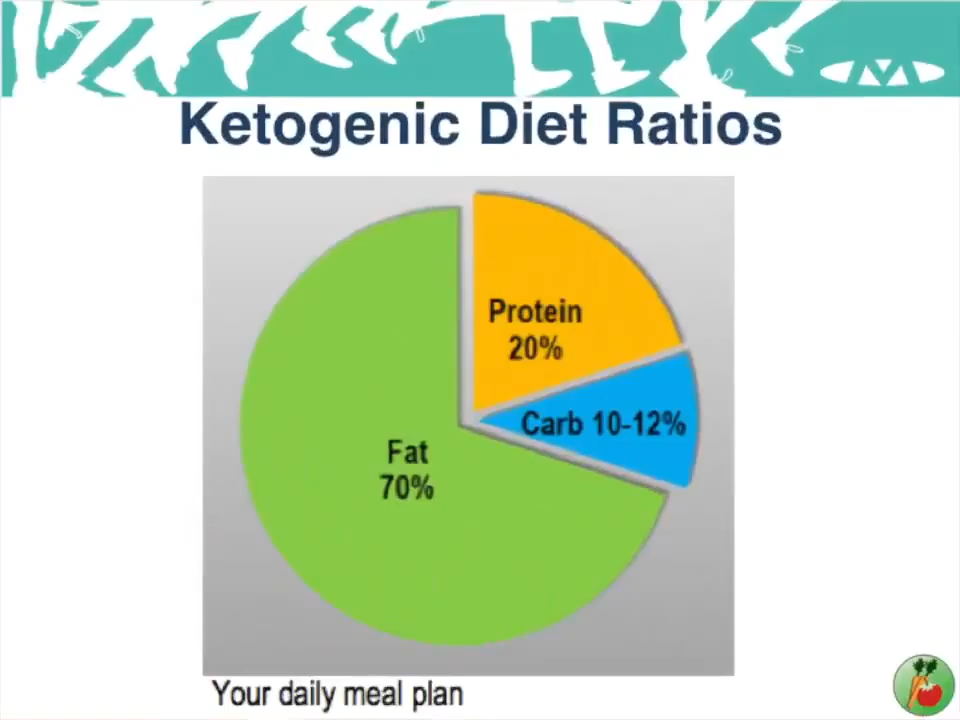 Ketogenic Diet Ratios
Protein
20%
Carb 10-12%
Fat
70%
Your daily meal plan